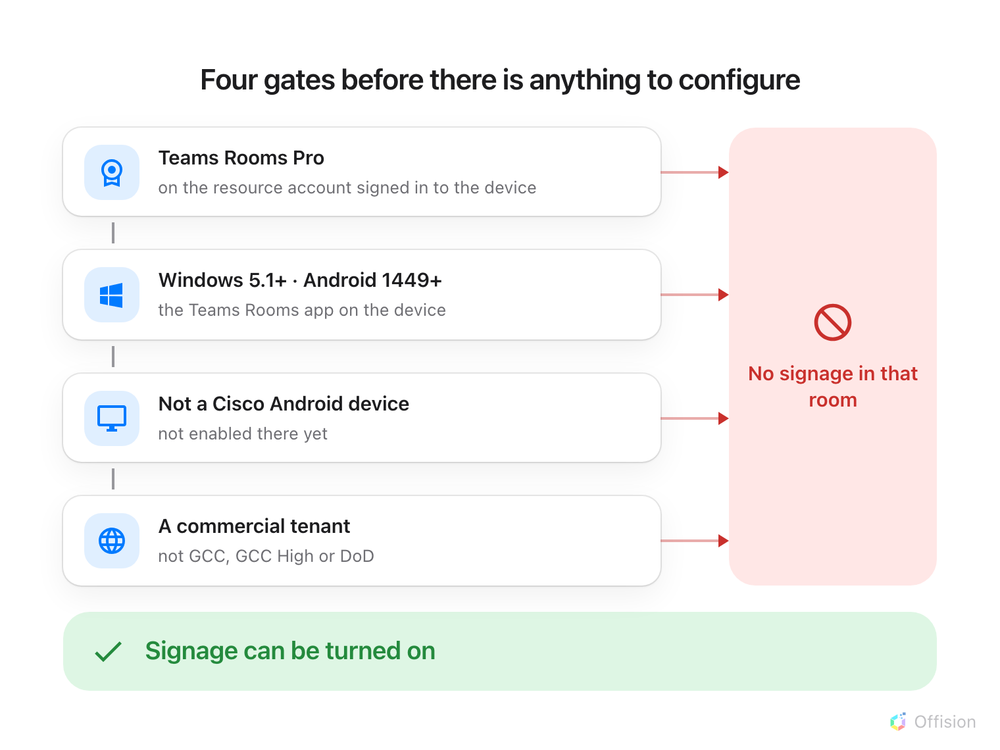 Four gates before there is anything to configure
Teams Rooms Pro
on the resource account signed in to the device
Windows 5.1+ · Android 1449+
the Teams Rooms app on the device
Not a Cisco Android device
not enabled there yet
A commercial tenant
not GCC, GCC High or DoD
No signage in that
room
Signage can be turned on
Offision